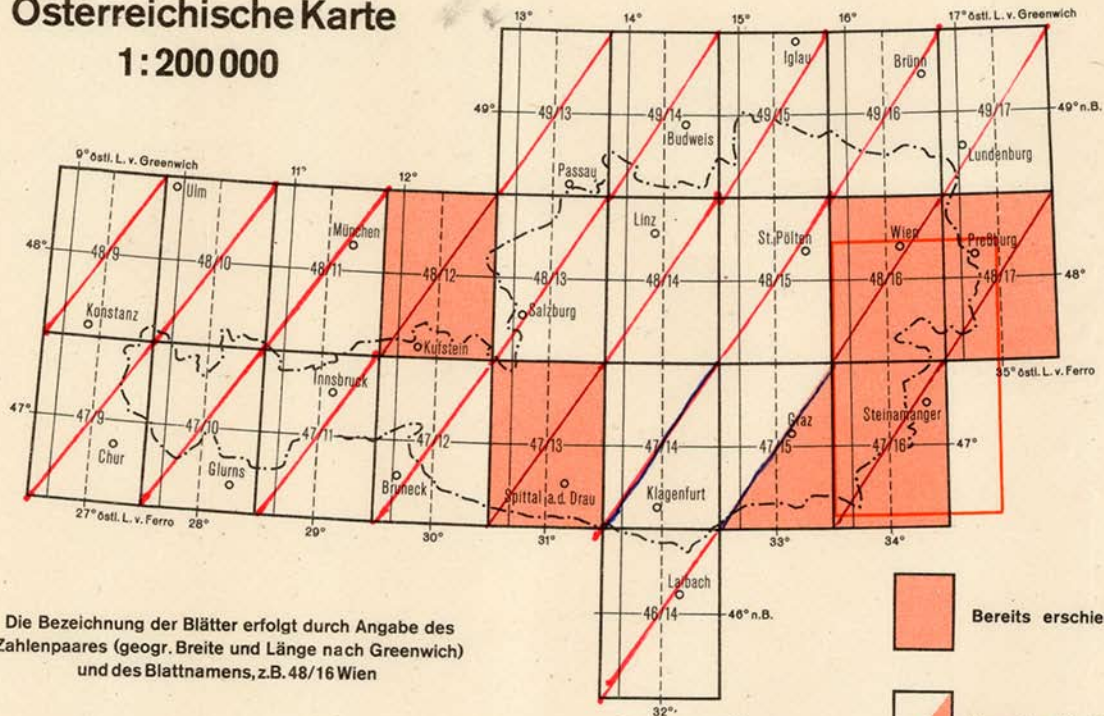 Österreichische Karte
1:200 000
13°
14°
15°
16°
17° östl. L. v. Greenwich
Iglau
Brünn
49°
49/13
49/14
49/15
49/16
49/17
49° n.B.
Budweis
Lundenburg
Passau
9° östl. L. v. Greenwich
11°
12°
Ulm
München
Linz
St. Pölten
Wien
Preßburg
48°
48/9
48/10
48/11
48/12
48/13
48/14
48/15
48/16
48/17
48°
Konstanz
Salzburg
Kufstein
35° östl. L. v. Ferro
Innsbruck
Graz
Steinamanger
47°
47/9
47/10
47/11
47/12
47/13
47/14
47/15
47/16
47°
Chur
Glurns
Bruneck
Spittal a.d. Drau
Klagenfurt
27° östl. L. v. Ferro
28°
29°
30°
31°
33°
34°
Laibach
46/14
46° n.B.
32°
Die Bezeichnung der Blätter erfolgt durch Angabe des
Zahlenpaares (geogr. Breite und Länge nach Greenwich)
und des Blattnamens, z.B. 48/16 Wien
Bereits erschie